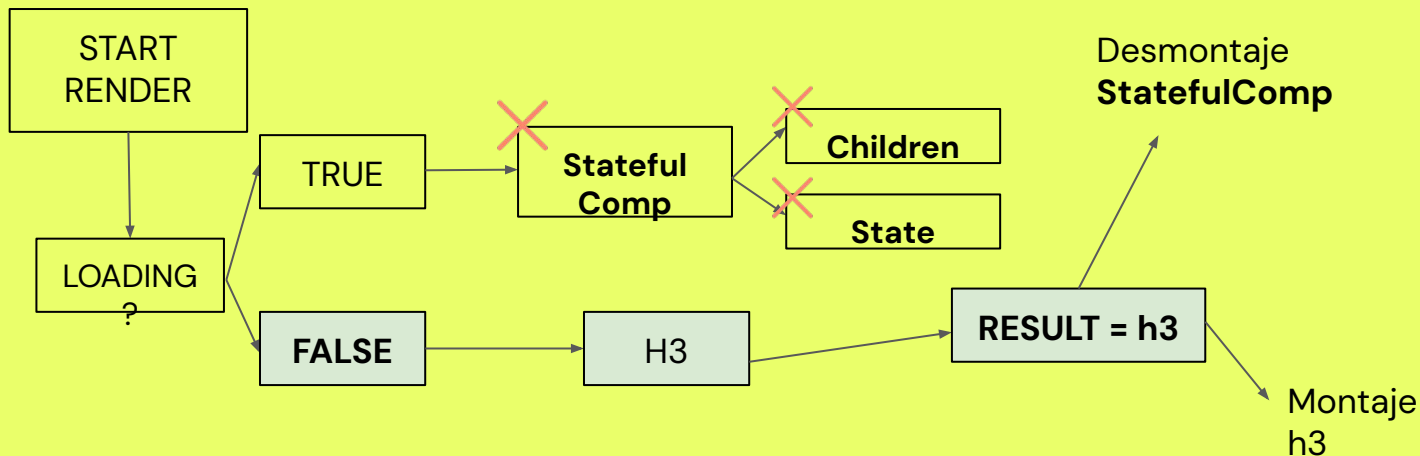 START
RENDER
LOADING
?
TRUE
Stateful
Comp
Children
State
FALSE
H3
RESULT = h3
Desmontaje
StatefulComp
Montaje
h3